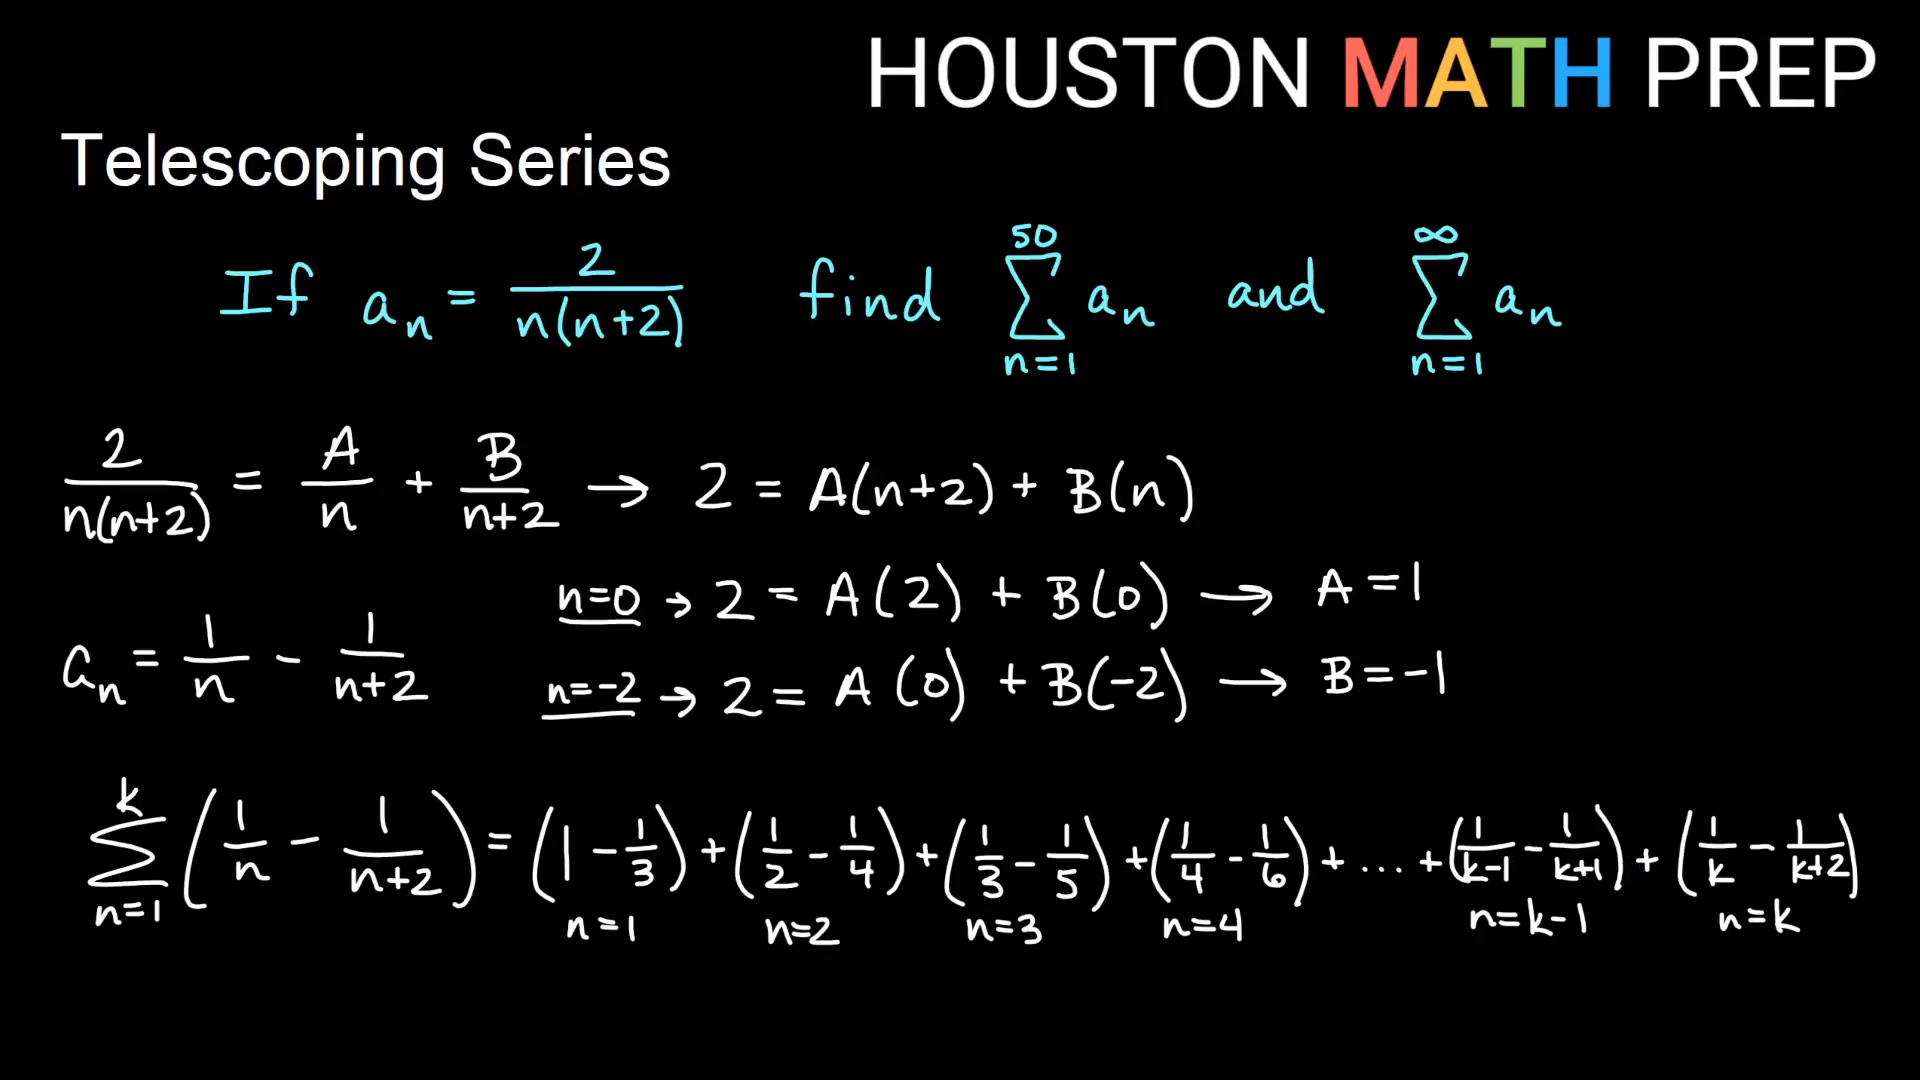 HOUSTON MATH PREP
Telescoping Series
If aₙ = 2/(n(n+2)) find ∑_{n=1}^{50} aₙ and ∑_{n=1}^{∞} aₙ
2/(n(n+2)) = A/n + B/(n+2) → 2 = A(n+2) + B(n)
n=0 → 2 = A(2) + B(0) → A = 1
aₙ = 1/n - 1/(n+2)
n=-2 → 2 = A(0) + B(-2) → B = -1
∑_{n=1}^{k} (1/n - 1/(n+2)) = (1 - 1/3) + (1/2 - 1/4) + (1/3 - 1/5) + (1/4 - 1/6) + ... + (1/(k-1) - 1/(k+1)) + (1/k - 1/(k+2))
n=1 n=2 n=3 n=4 n=k-1 n=k